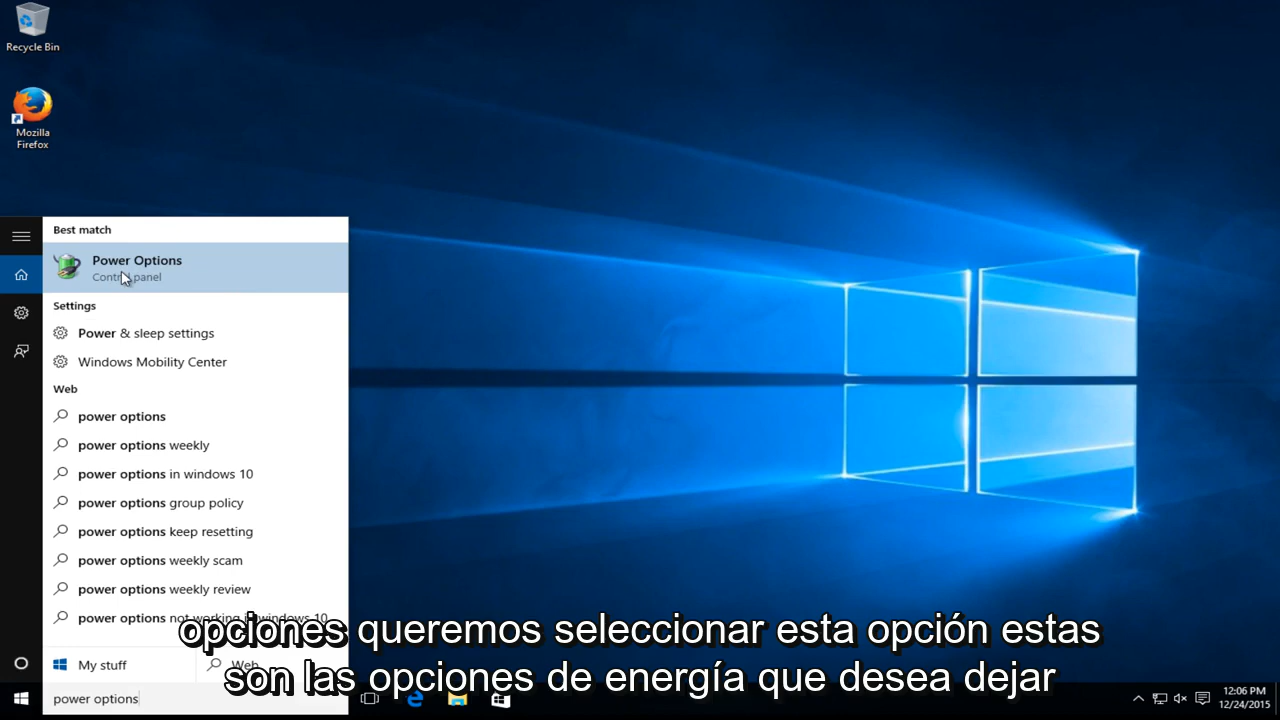 Recycle Bin
Mozilla
Firefox
Best match
Power Options
Control panel
Settings
Power & sleep settings
Windows Mobility Center
Web
power options
power options weekly
power options in windows 10
power options group policy
power options keep resetting
power options weekly scam
power options weekly review
power options not working in windows 10
opciones queremos seleccionar esta opción estas
son las opciones de energía que desea dejar
My stuff
Web
power options
12:06 PM
12/24/2015